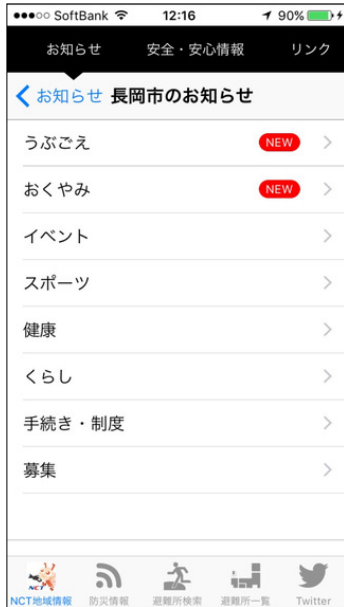 SoftBank 12:16 90%
お知らせ 安全・安心情報 リンク
お知らせ 長岡市のお知らせ
うぶごえ NEW
おくやみ NEW
イベント
スポーツ
健康
くらし
手続き・制度
募集
NCT
NCT地域情報 防災情報 避難所検索 避難所一覧 Twitter